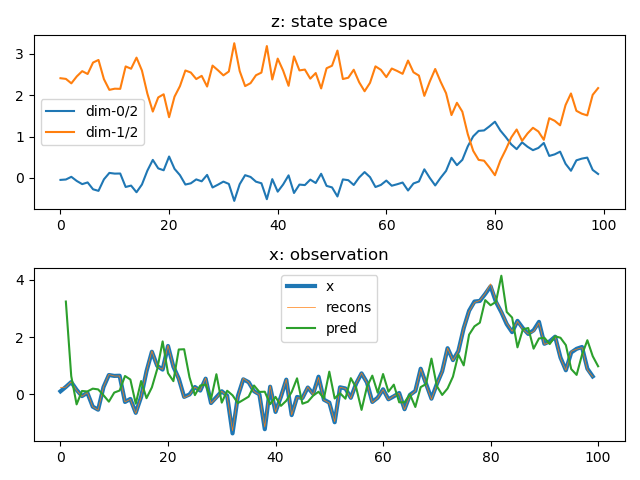 z: state space
3
2
1
0
dim-0/2
dim-1/2
0 20 40 60 80 100
x: observation
4
2
0
x
recons
pred
0 20 40 60 80 100